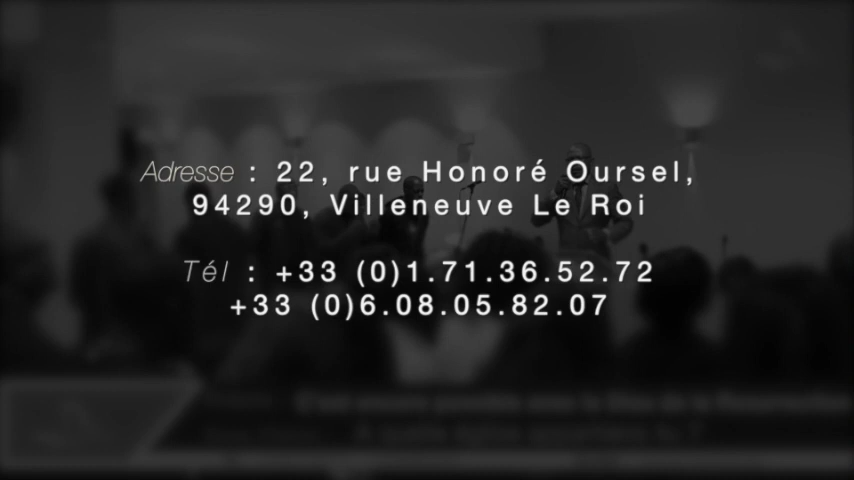 Adresse : 22, rue Honoré Oursel,
94290, Villeneuve Le Roi
Tél : +33 (0)1.71.36.52.72
+33 (0)6.08.05.82.07